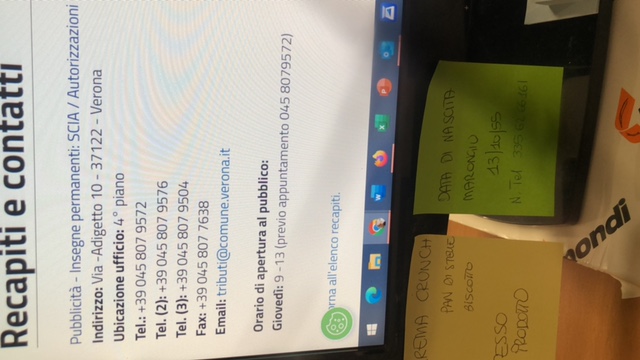 Recapiti e contatti
Pubblicità - Insegne permanenti: SCIA / Autorizzazioni
Indirizzo: Via -Adigetto 10 - 37122 - Verona
Ubicazione ufficio: 4° piano
Tel.: +39 045 807 9572
Tel. (2): +39 045 807 9576
Tel. (3): +39 045 807 9504
Fax: +39 045 807 7638
Email: tributi@comune.verona.it
Orario di apertura al pubblico:
Giovedì: 9 -13 (previo appuntamento 045 8079572)
orna all'elenco recapiti.
REMA CRUNCH
PAN DI STELLE
BISCOTTO
ESSO
PRODOTTO
DATA DI NASCITA
MARONGIU
13/10/55
N. Tel
ondi